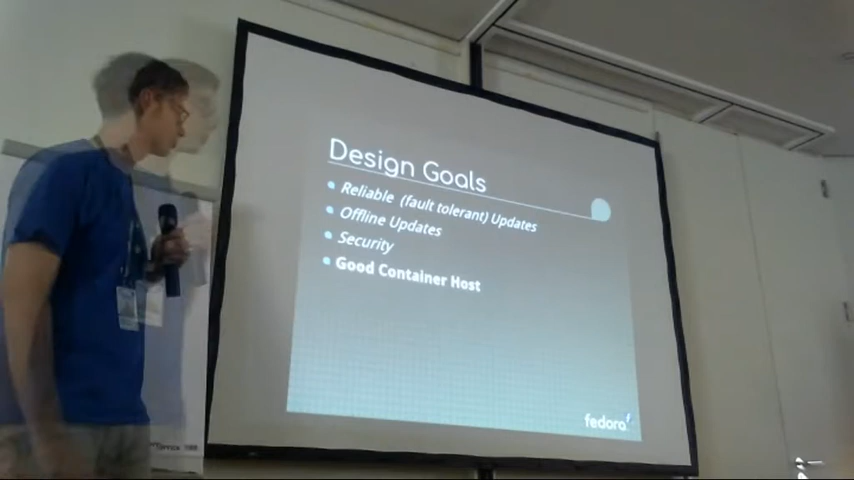 Design Goals
Reliable (fault tolerant) Updates
Offline Updates
Security
Good Container Host
fedora